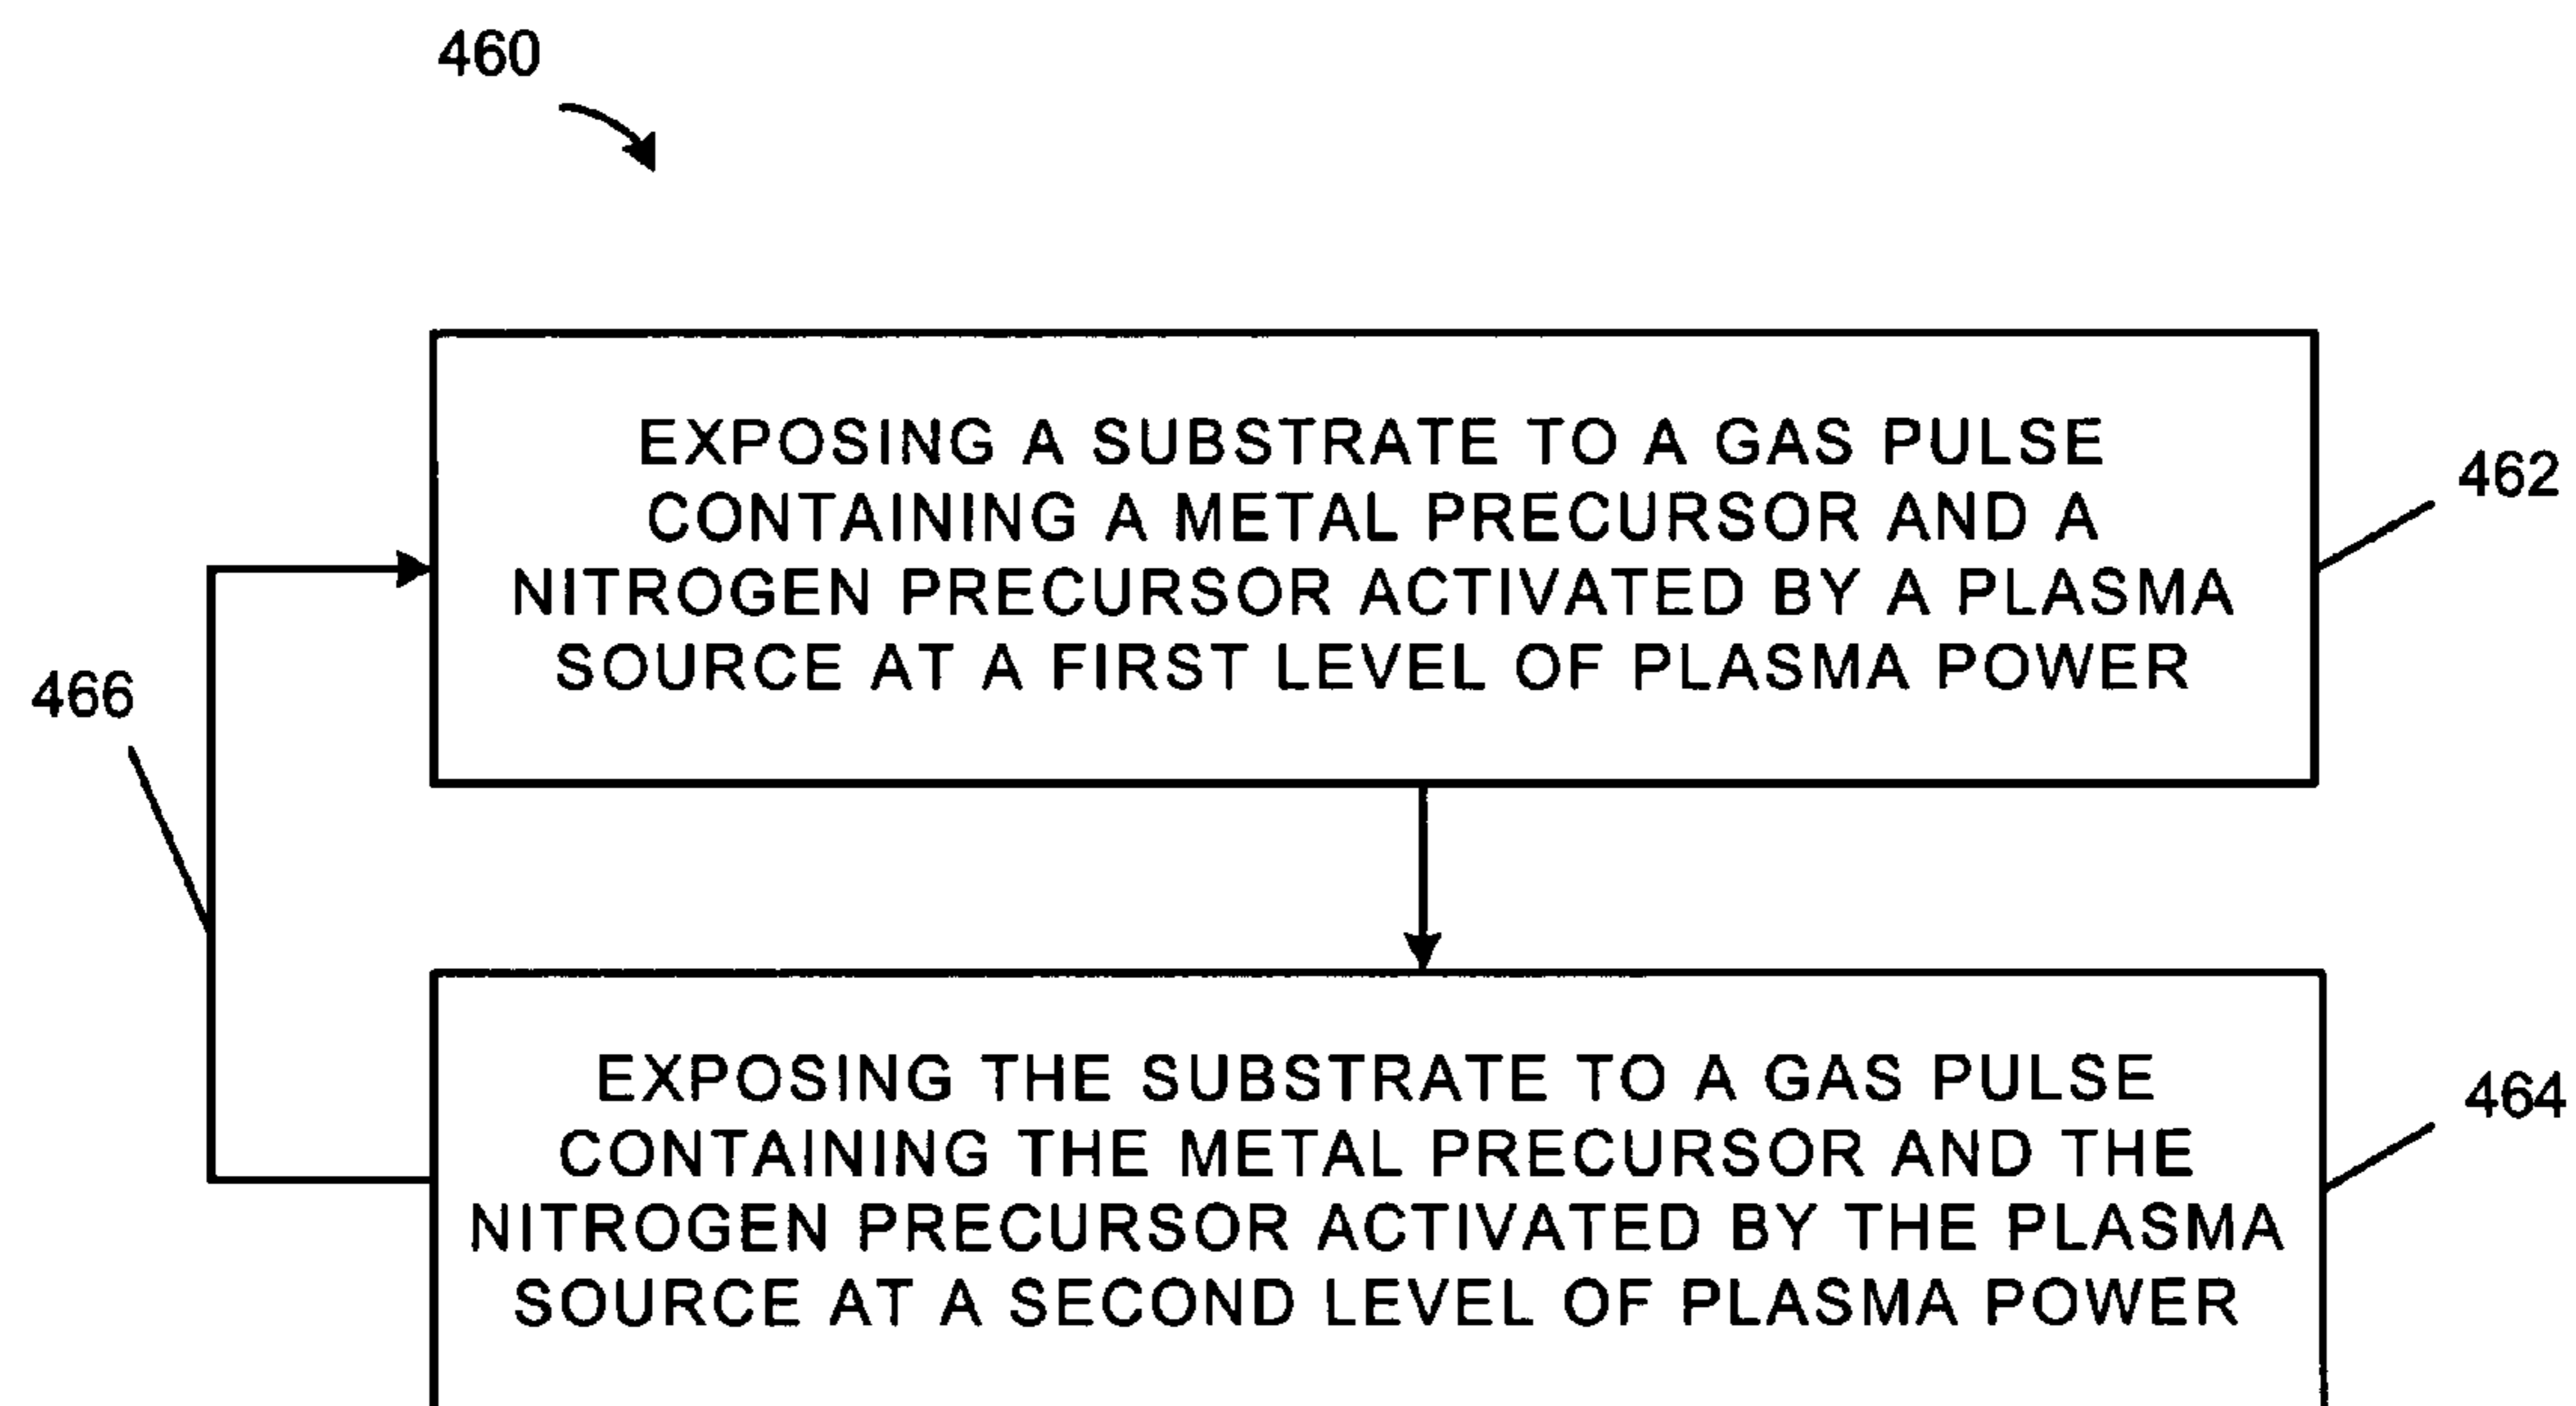 460
EXPOSING A SUBSTRATE TO A GAS PULSE
CONTAINING A METAL PRECURSOR AND A
NITROGEN PRECURSOR ACTIVATED BY A PLASMA
SOURCE AT A FIRST LEVEL OF PLASMA POWER
462
466
EXPOSING THE SUBSTRATE TO A GAS PULSE
CONTAINING THE METAL PRECURSOR AND THE
NITROGEN PRECURSOR ACTIVATED BY THE PLASMA
SOURCE AT A SECOND LEVEL OF PLASMA POWER
464